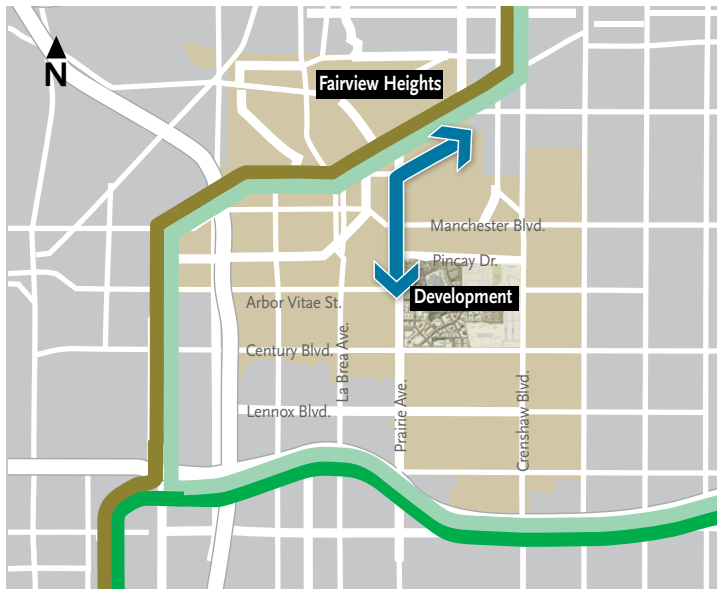 N
Fairview Heights
Manchester Blvd.
Pincay Dr.
Development
Arbor Vitae St.
Century Blvd.
La Brea Ave.
Lennox Blvd.
Prairie Ave.
Crenshaw Blvd.